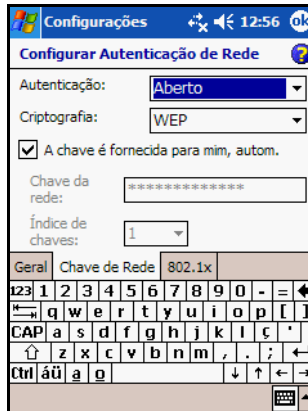 Configurações 12:56 ok
Configurar Autenticação de Rede ?
Autenticação: Aberto
Criptografia: WEP
A chave é fornecida para mim, autom.
Chave da rede: *************
Índice de chaves: 1
Geral Chave de Rede 802.1x
123 1 2 3 4 5 6 7 8 9 0 - =
q w e r t y u i o p [ ]
CAP a s d f g h j k l ç '
z x c v b n m , . ;
Ctrl áü a o